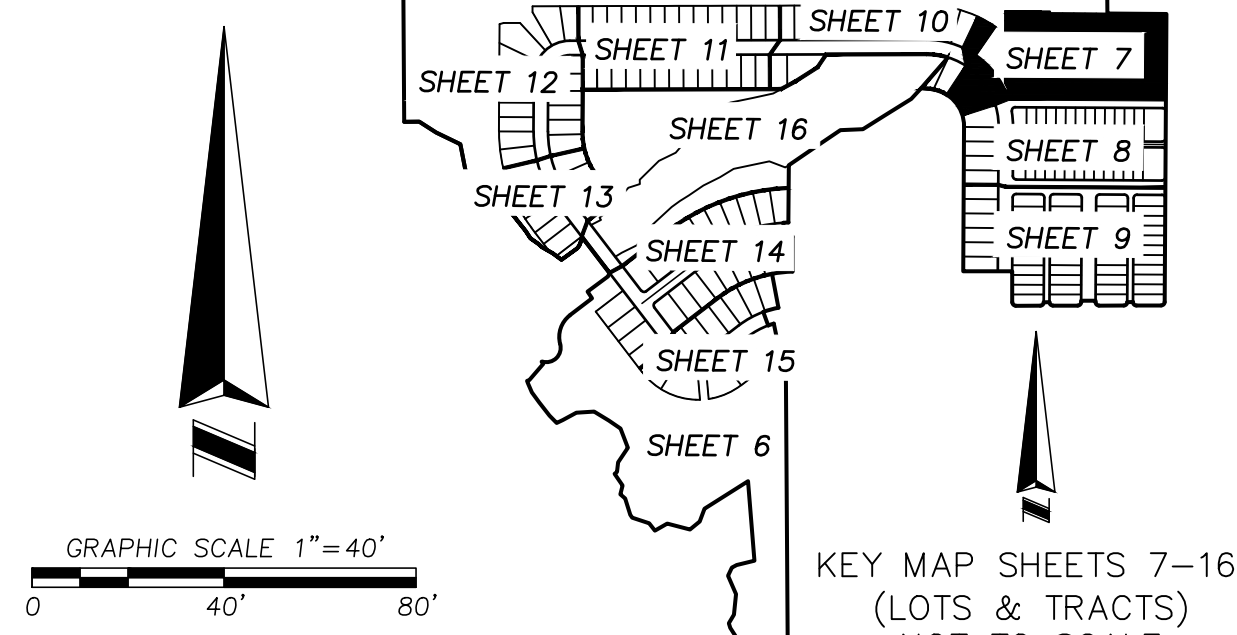 SHEET 10
SHEET 11
SHEET 7
SHEET 12
SHEET 16
SHEET 8
SHEET 13
SHEET 14
SHEET 9
SHEET 15
SHEET 6
GRAPHIC SCALE 1"=40'
0 40' 80'
KEY MAP SHEETS 7-16
(LOTS & TRACTS)